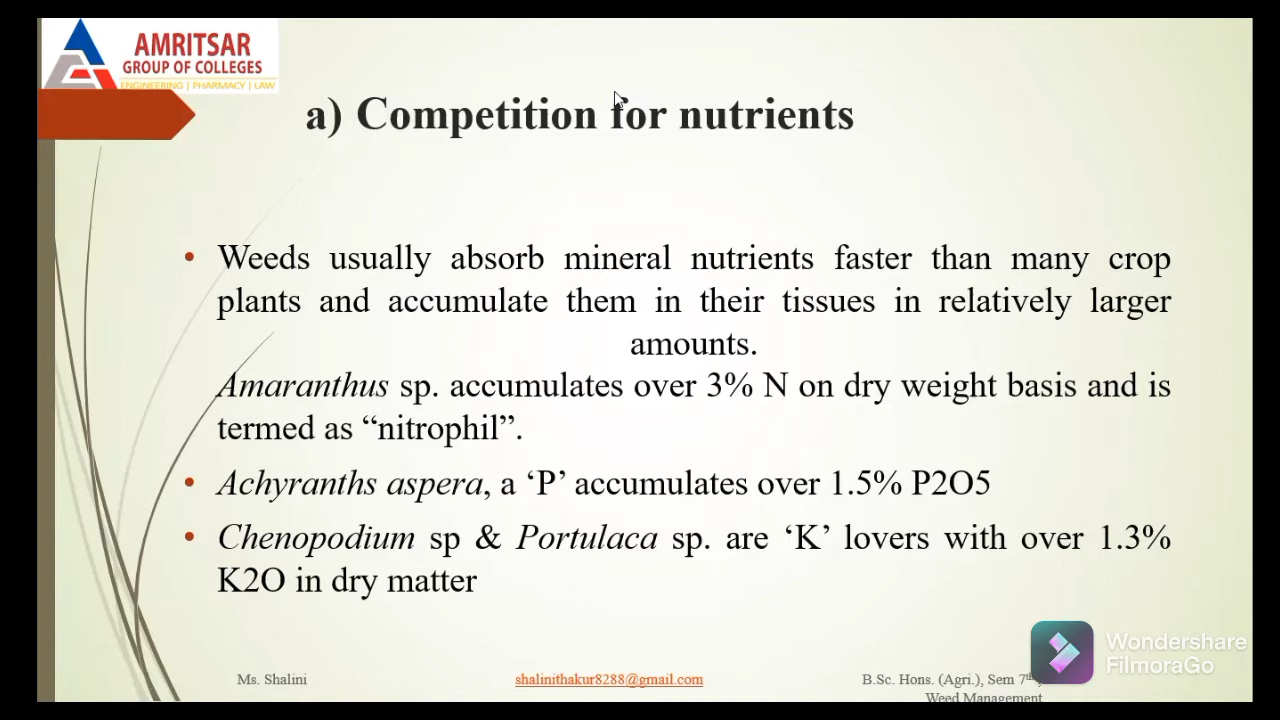 AMRITSAR
GROUP OF COLLEGES
ENGINEERING | PHARMACY | LAW
a) Competition for nutrients
• Weeds usually absorb mineral nutrients faster than many crop
plants and accumulate them in their tissues in relatively larger
amounts.
Amaranthus sp. accumulates over 3% N on dry weight basis and is
termed as “nitrophil”.
• Achyranths aspera, a ‘P’ accumulates over 1.5% P2O5
• Chenopodium sp & Portulaca sp. are ‘K’ lovers with over 1.3%
K2O in dry matter
Wondershare
FilmoraGo
Ms. Shalini
shalinithakur8288@gmail.com
B.Sc. Hons. (Agri.), Sem 7th,
Weed Management